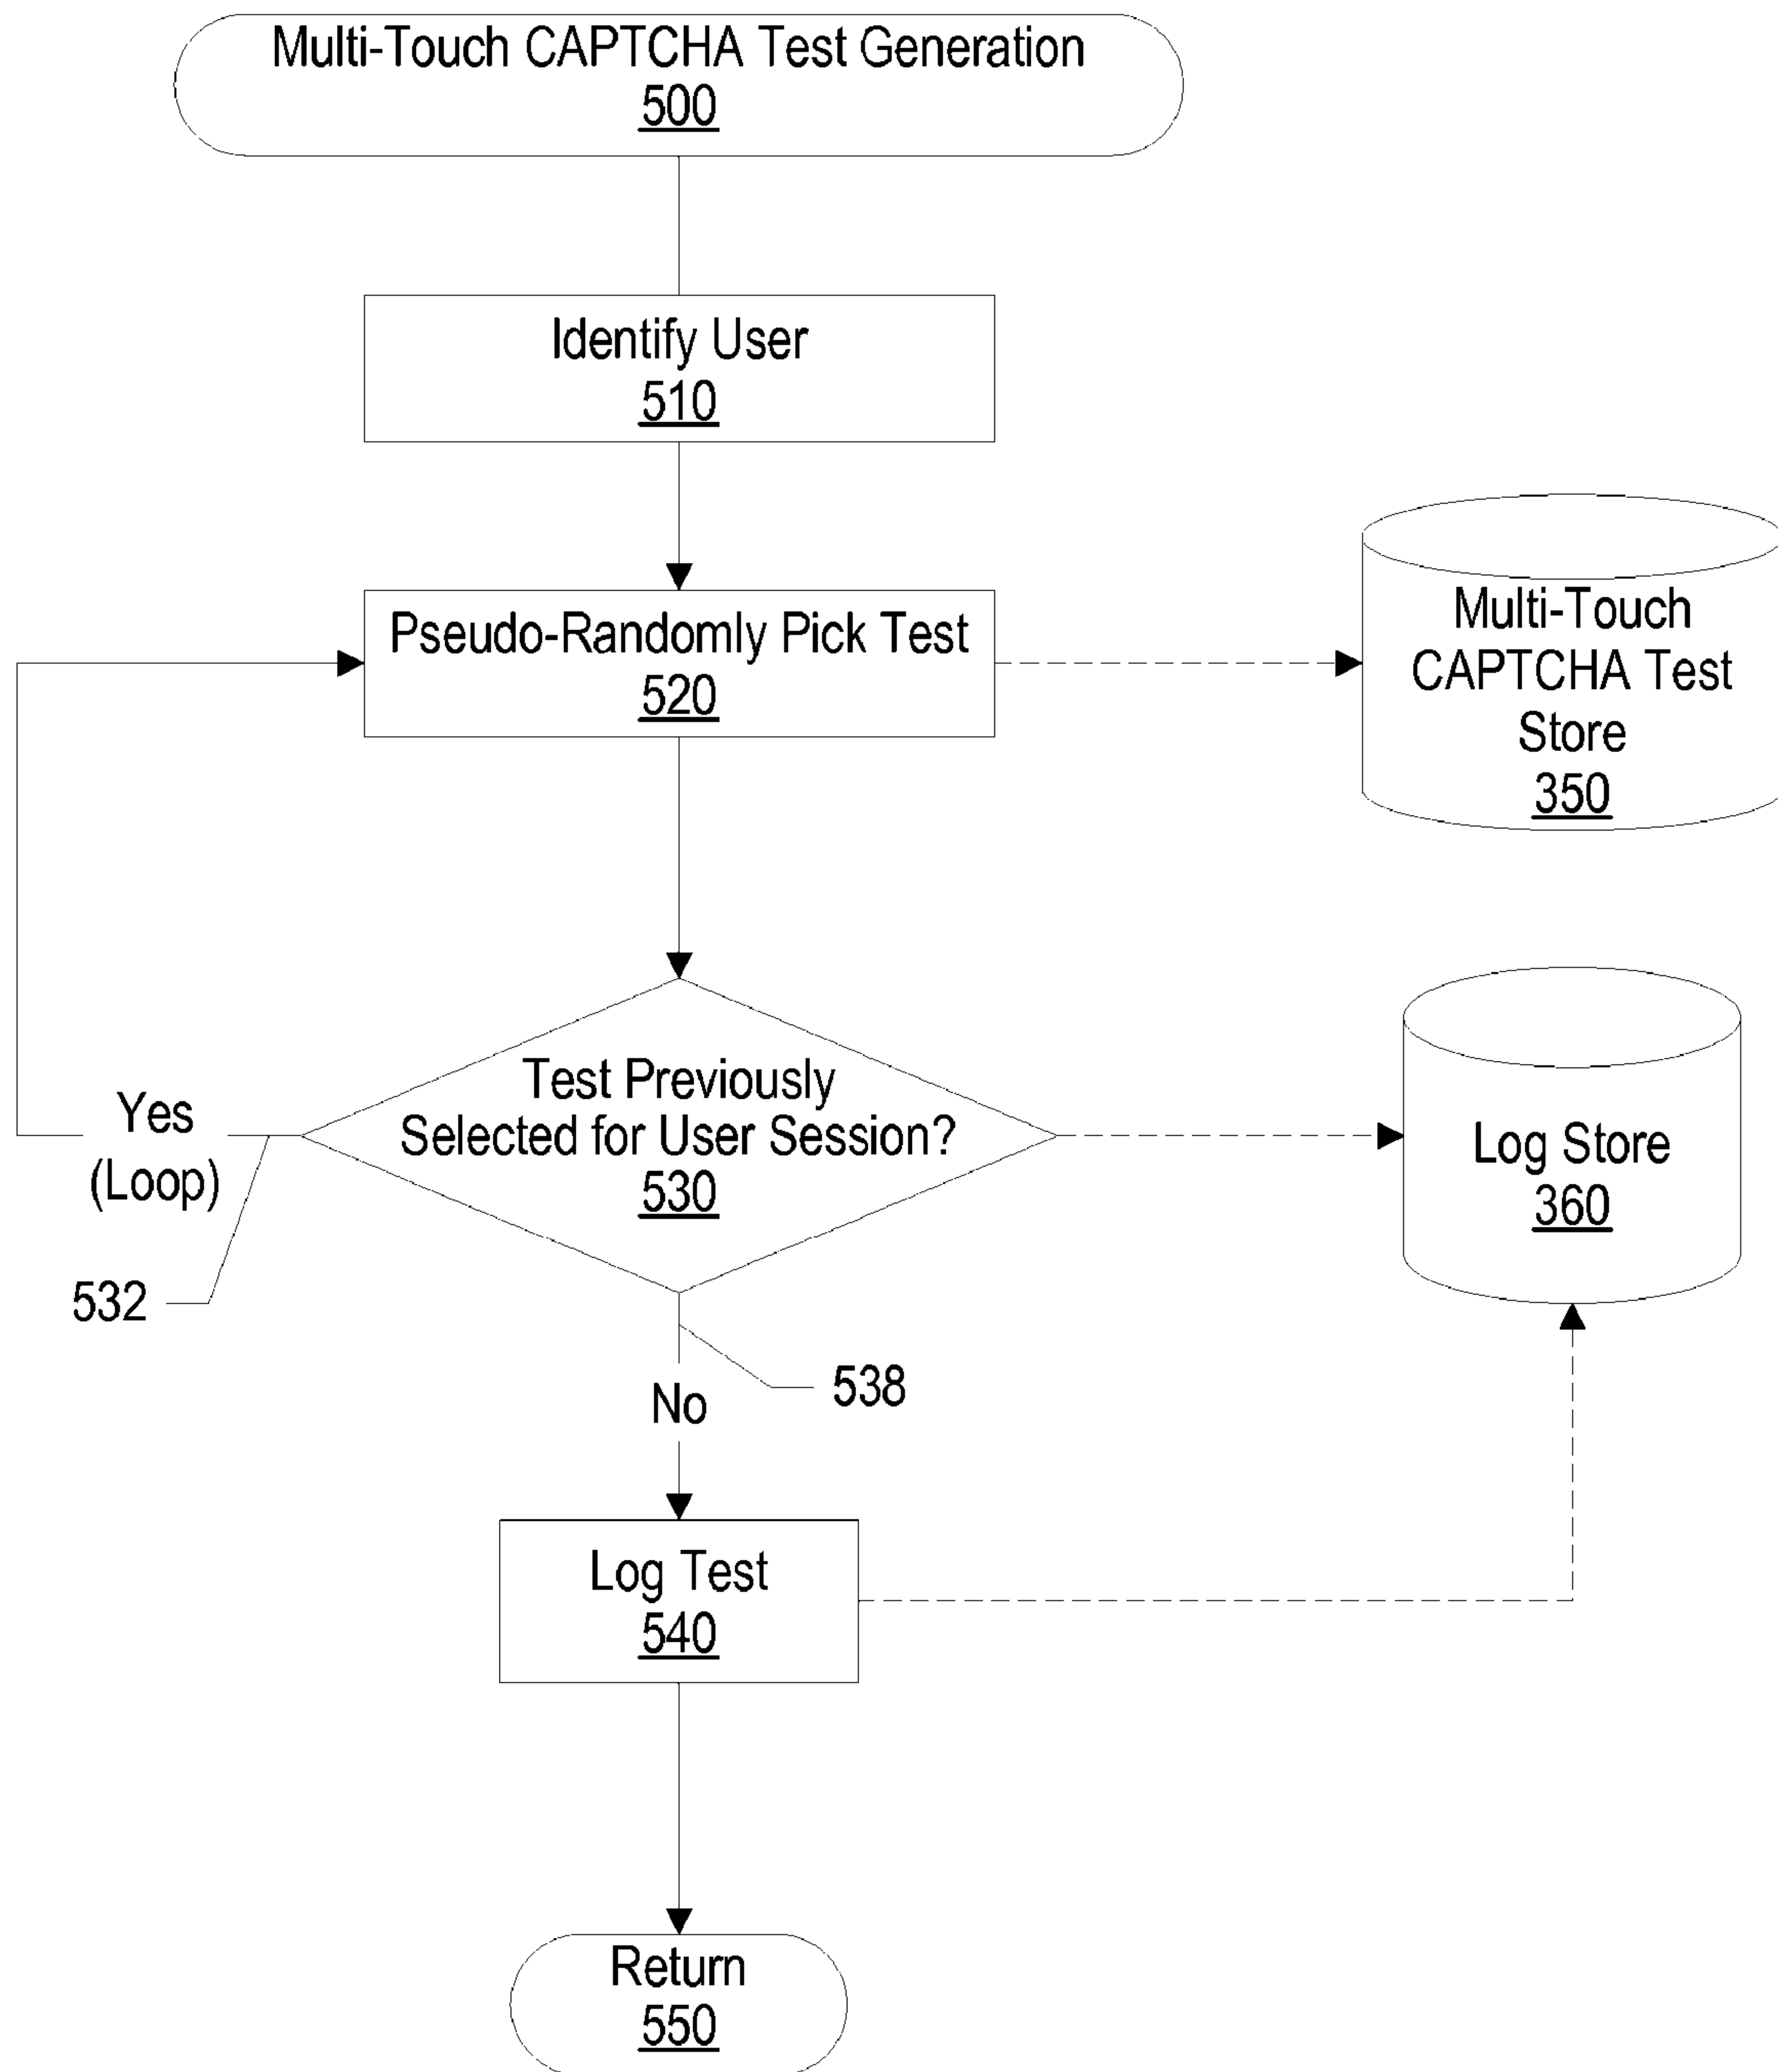 Multi-Touch CAPTCHA Test Generation
500
Identify User
510
Pseudo-Randomly Pick Test
520
Multi-Touch
CAPTCHA Test
Store
350
Test Previously
Selected for User Session?
530
Yes
(Loop)
532
Log Store
360
538
No
Log Test
540
Return
550